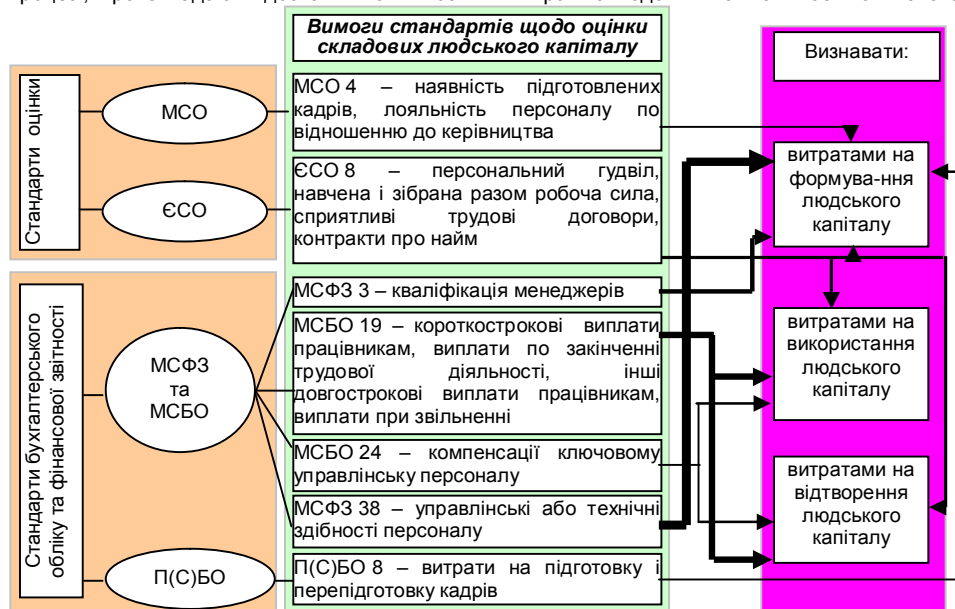 Вимоги стандартів щодо оцінки
складових людського капіталу
Визнавати:
Стандарти оцінки
МСО
ЄСО
МСО 4 – наявність підготовлених
кадрів, лояльність персоналу по
відношенню до керівництва
ЄСО 8 – персональний гудвіл,
навчена і зібрана разом робоча сила,
сприятливі трудові договори,
контракти про найм
Стандарти бухгалтерського
обліку та фінансової звітності
МСФЗ
та
МСБО
П(С)БО
МСФЗ 3 – кваліфікація менеджерів
МСБО 19 – короткострокові виплати
працівникам, виплати по закінченні
трудової діяльності, інші
довгострокові виплати працівникам,
виплати при звільненні
МСБО 24 – компенсації ключовому
управлінську персоналу
МСФЗ 38 – управлінські або технічні
здібності персоналу
П(С)БО 8 – витрати на підготовку і
перепідготовку кадрів
витратами на
формува-ння
людського
капіталу
витратами на
використання
людського
капіталу
витратами на
відтворення
людського
капіталу